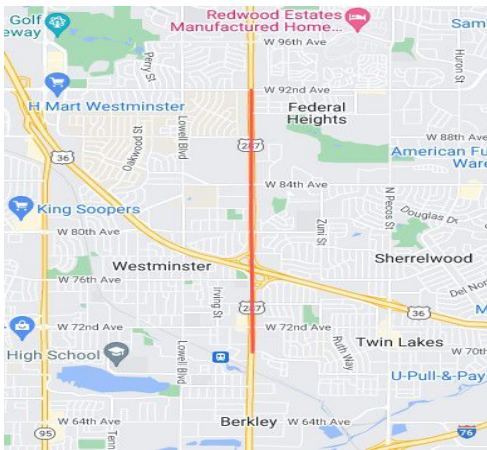 Golf
eway
Redwood Estates
Manufactured Home...
Sam
W 96th Ave
Perry St
Huron St
W 92nd Ave
H Mart Westminster
Federal
Heights
Lowell Blvd
Oakwood St
287
W 88th Ave
American Fu
Ware
36
W 84th Ave
N Pecos St
King Soopers
Douglas Dr
Zuni St
W 80th Ave
Westminster
Sherrelwood
W 76th Ave
Del Nor
Irving St
287
36
M
W 72nd Ave
W 72nd Ave
Twin Lakes
Ruth Way
W 70th
High School
Lowell Blvd
U-Pull-&-Pay
W 64th Ave
Berkley
W 64th Ave
95
Tenn
76